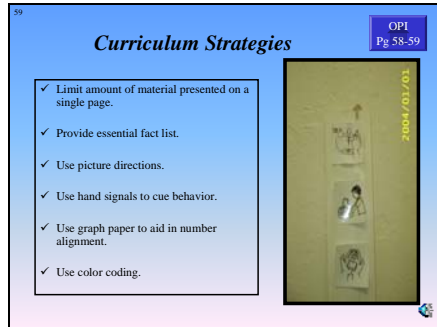 59
Curriculum Strategies
OPI
Pg 58-59
✓ Limit amount of material presented on a
single page.
✓ Provide essential fact list.
✓ Use picture directions.
✓ Use hand signals to cue behavior.
✓ Use graph paper to aid in number
alignment.
✓ Use color coding.
2004/01/01